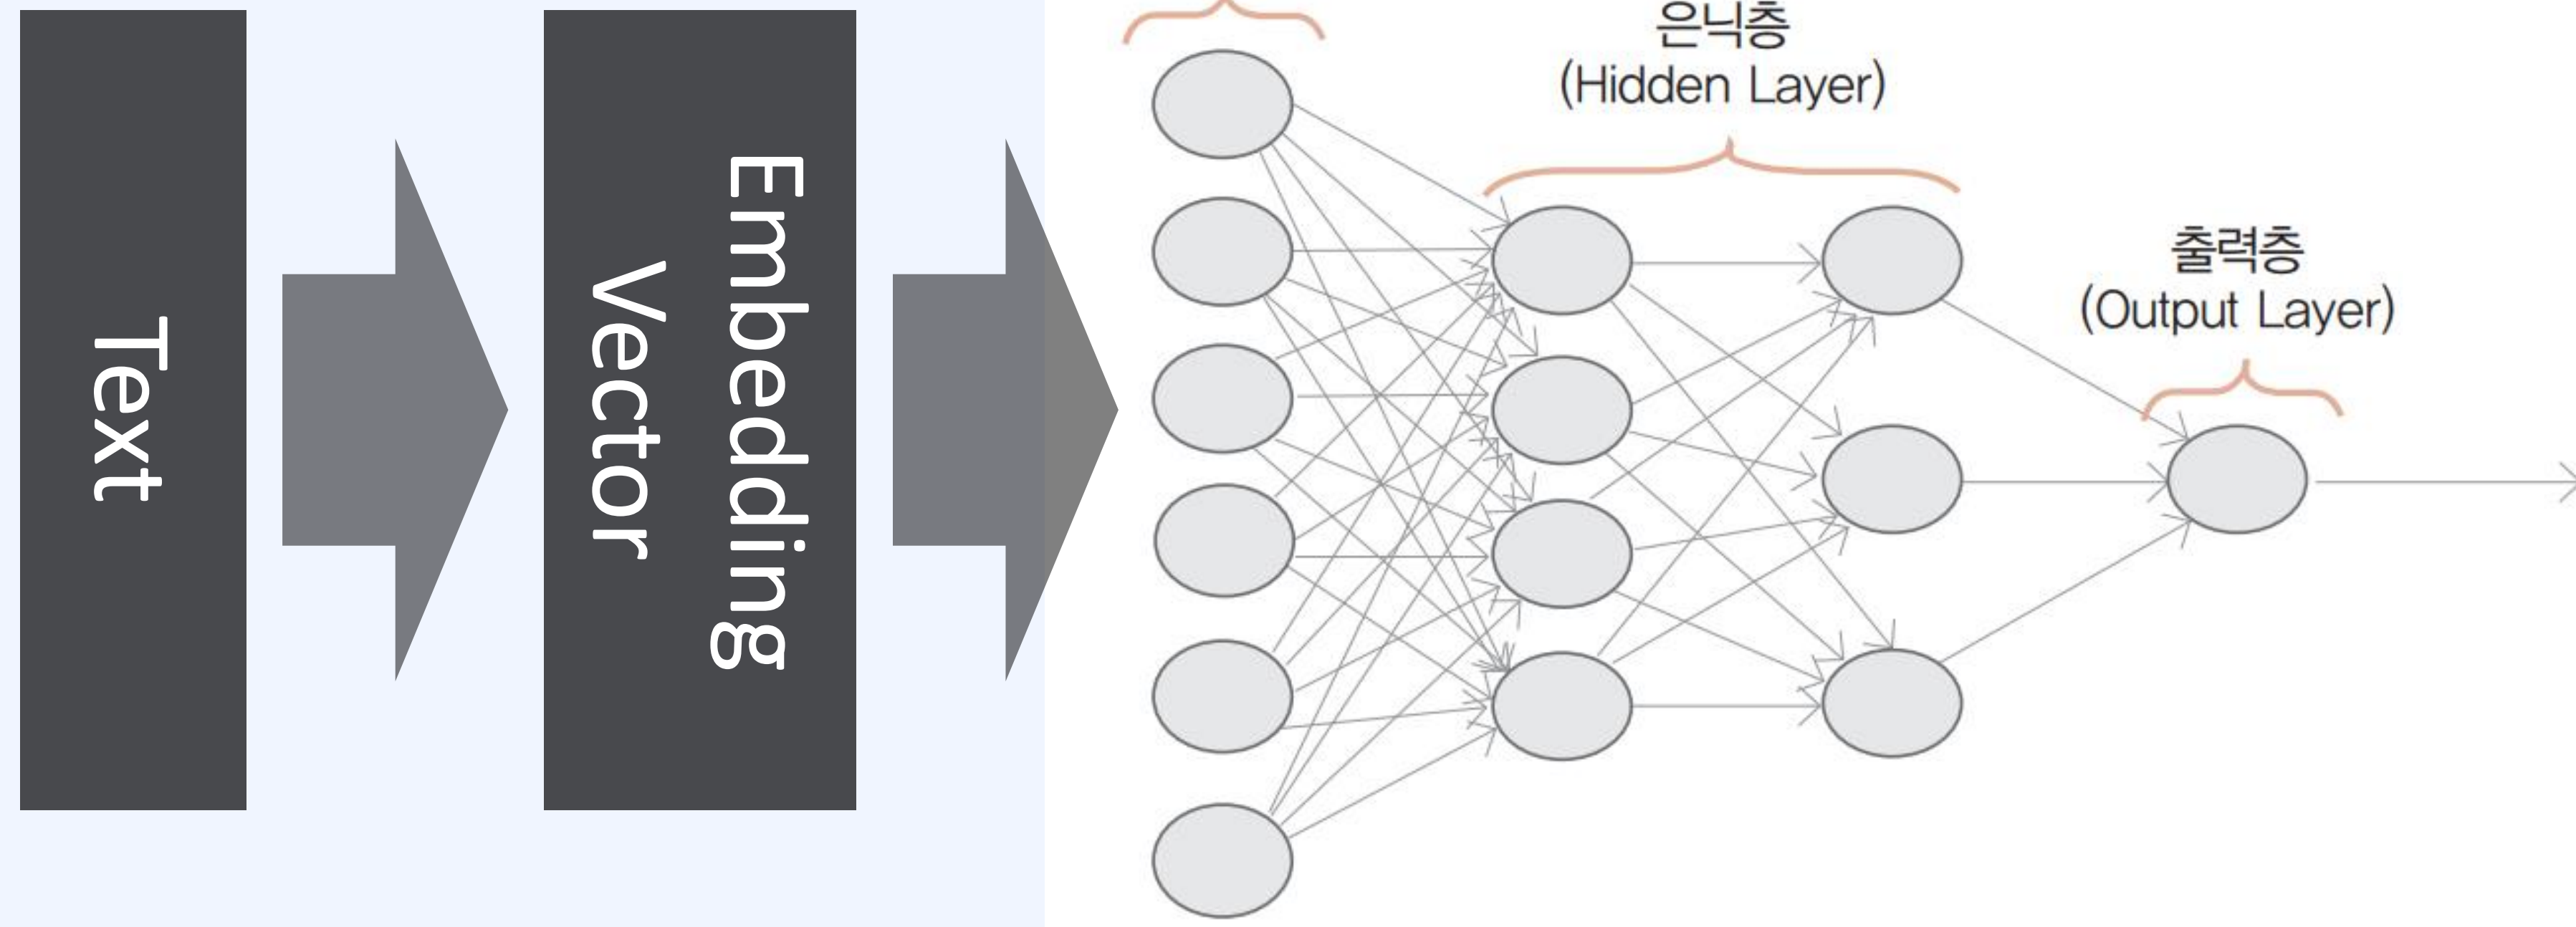 Text
Embedding
Vector
은닉층
(Hidden Layer)
출력층
(Output Layer)